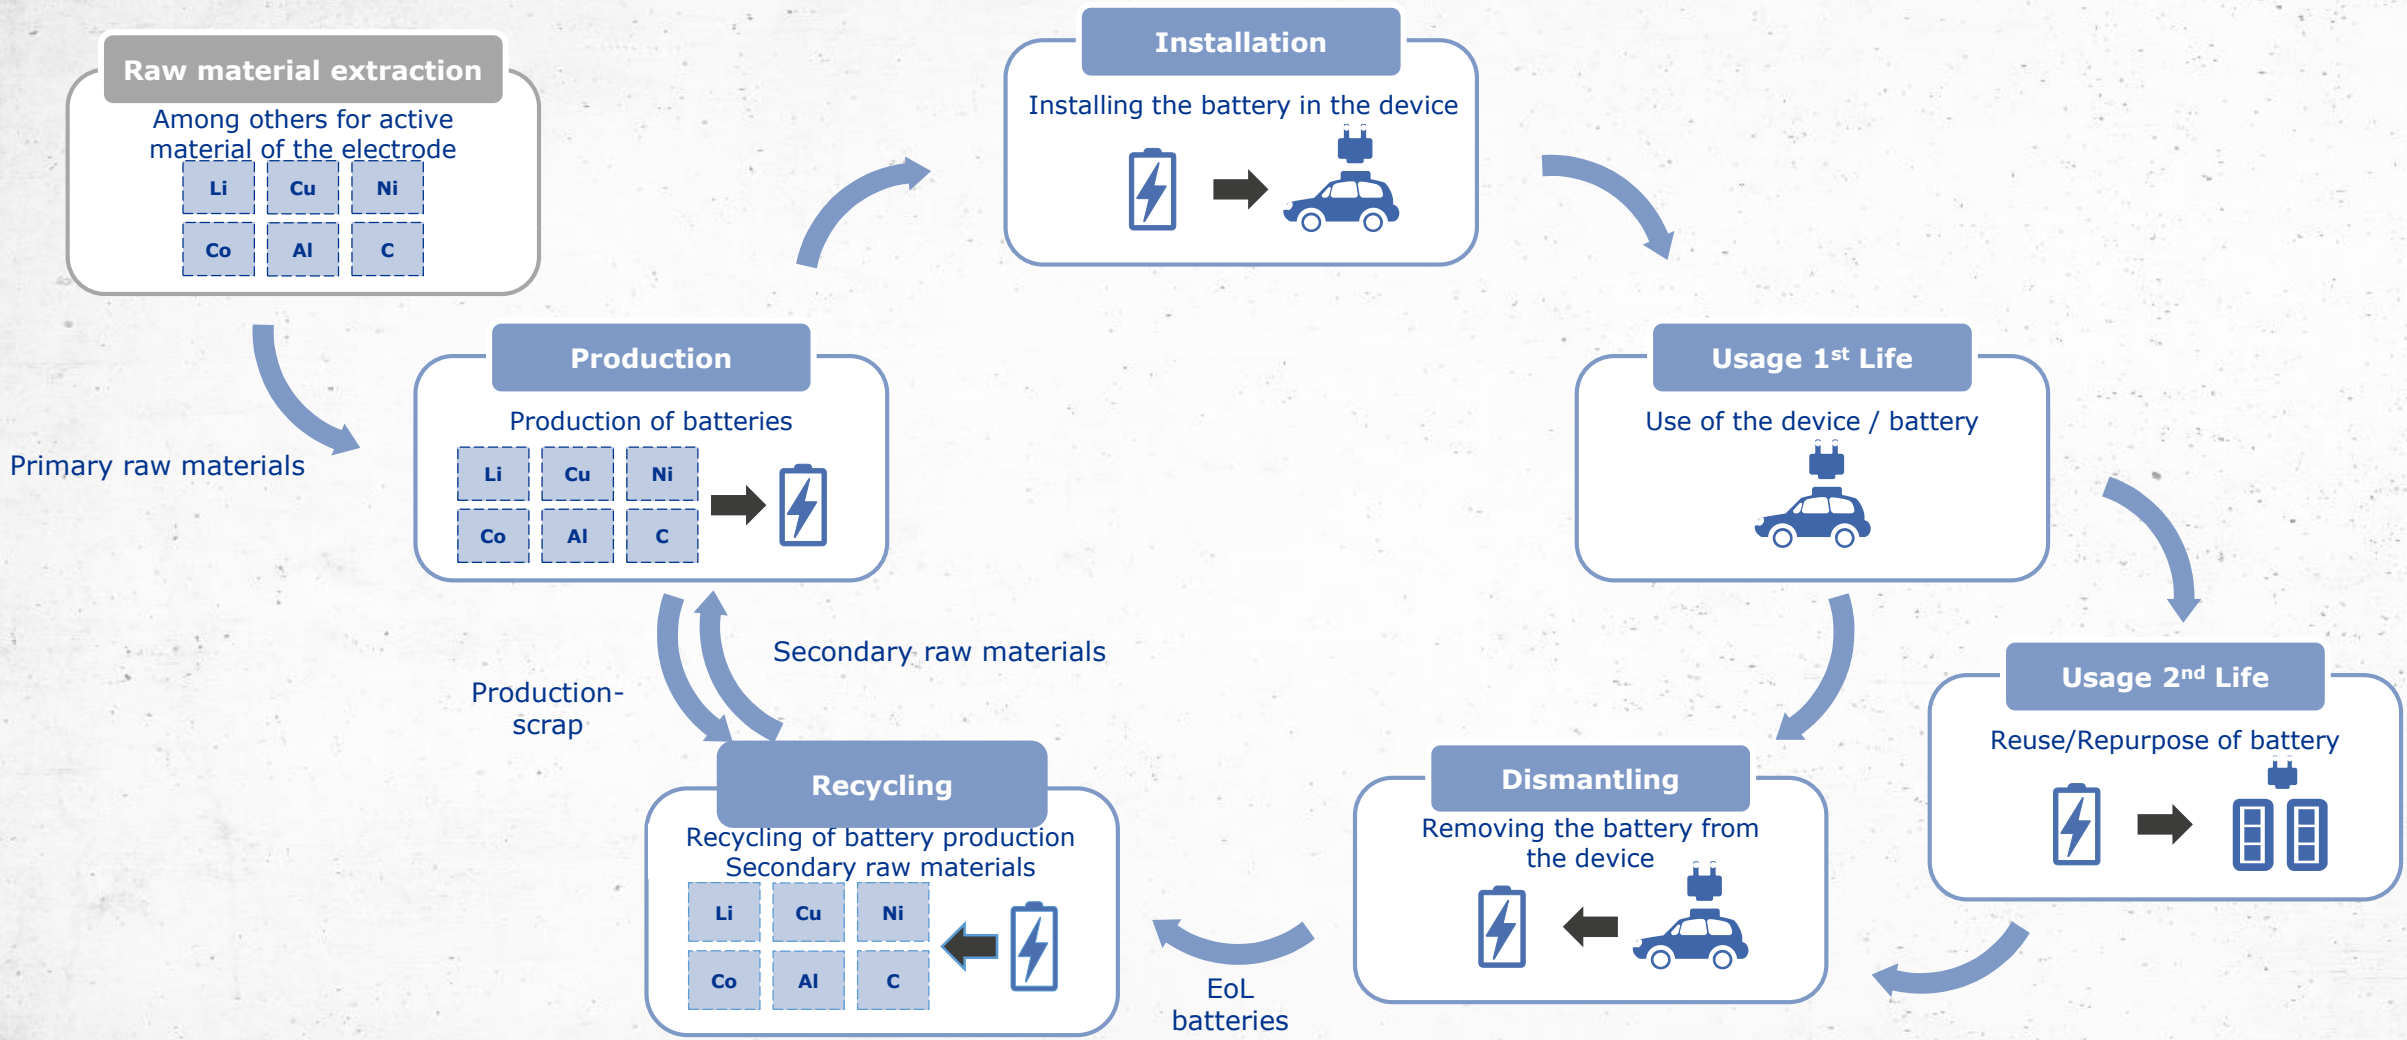 Raw material extraction
Among others for active
material of the electrode
Li Cu Ni
Co Al C
Primary raw materials
Production
Production of batteries
Li Cu Ni
Co Al C
Installation
Installing the battery in the device
Usage 1st Life
Use of the device / battery
Usage 2nd Life
Reuse/Repurpose of battery
Dismantling
Removing the battery from
the device
EoL
batteries
Recycling
Recycling of battery production
Secondary raw materials
Li Cu Ni
Co Al C
Production-
scrap
Secondary raw materials